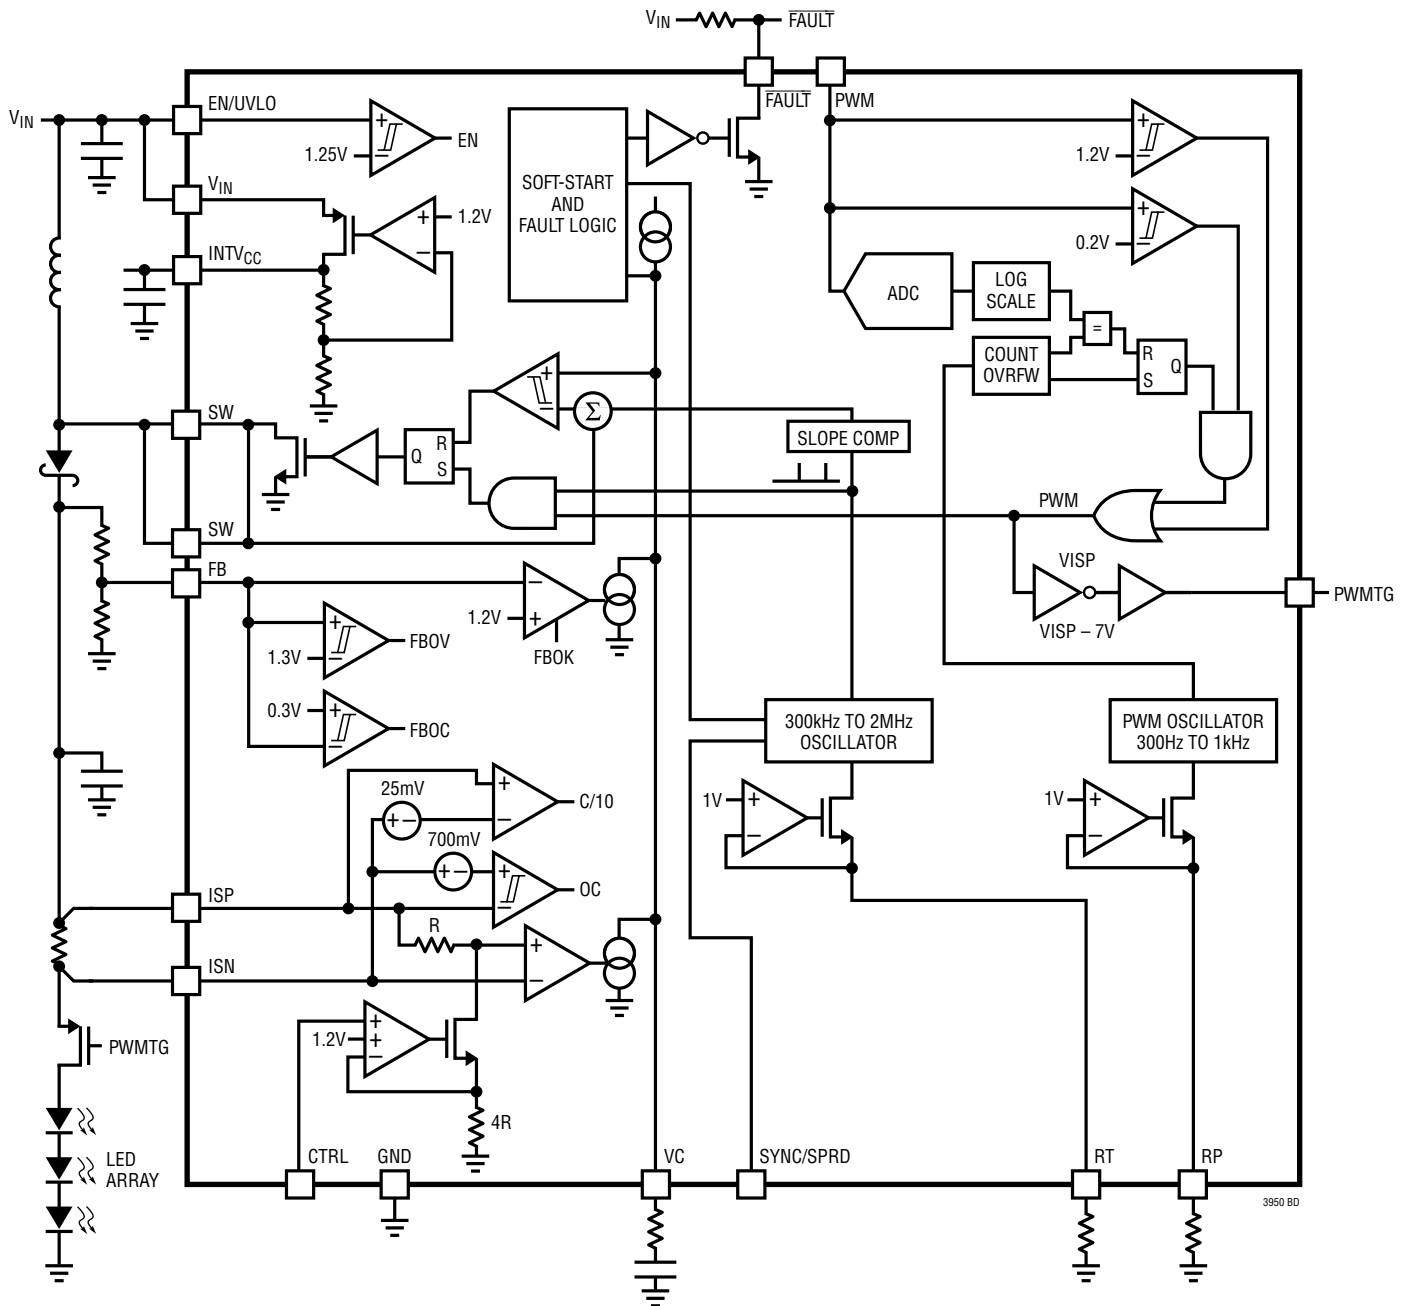 VIN
FAULT
FAULT
PWM
EN/UVLO
VIN
+
−
1.25V
EN
VIN
+
−
1.2V
INTVCC
SOFT-START
AND
FAULT LOGIC
+
−
1.2V
+
−
0.2V
ADC
LOG
SCALE
=
COUNT
OVRFW
R
S
Q
SW
+
−
Σ
Q
R
S
SLOPE COMP
PWM
SW
FB
−
+
1.2V
FBOK
+
−
1.3V
FBOV
0.3V
+
−
FBOC
VISP
VISP – 7V
PWMTG
300kHz TO 2MHz
OSCILLATOR
PWM OSCILLATOR
300Hz TO 1kHz
25mV
+ −
+
−
C/10
700mV
+ −
+
−
OC
1V
+
−
1V
+
−
ISP
R
+
−
ISN
1.2V
+
+
−
PWMTG
4R
LED
ARRAY
CTRL
GND
VC
SYNC/SPRD
RT
RP
3950 BD